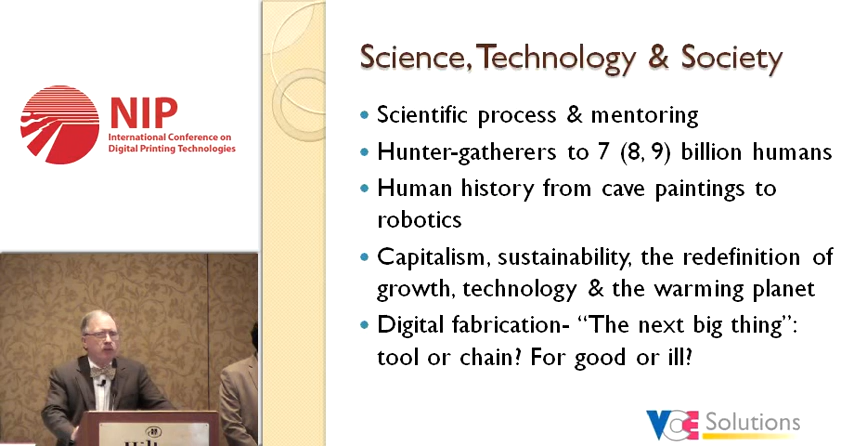 NIP
International Conference on
Digital Printing Technologies
Science, Technology & Society
Scientific process & mentoring
Hunter-gatherers to 7 (8, 9) billion humans
Human history from cave paintings to
robotics
Capitalism, sustainability, the redefinition of
growth, technology & the warming planet
Digital fabrication- “The next big thing”:
tool or chain? For good or ill?
VCE Solutions